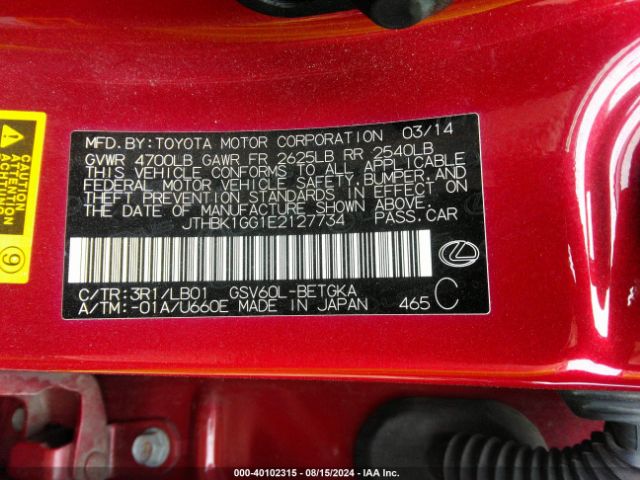 MFD. BY: TOYOTA MOTOR CORPORATION 03/14
GVWR 4700LB GAWR FR 2625LB RR 2540LB
THIS VEHICLE CONFORMS TO ALL APPLICABLE
FEDERAL MOTOR VEHICLE SAFETY, BUMPER, AND
THEFT PREVENTION STANDARDS IN EFFECT ON
THE DATE OF MANUFACTURE SHOWN ABOVE.
JTHBK1GG1E2127734 PASS. CAR
C/TR: 3R1/LB01 GSV60L-BETGKA
A/TM: -01A/U660E MADE IN JAPAN 465 C
CAUTION
ATTENTION
ACHTUNG
9
000-40102315 - 08/15/2024 - IAA Inc.